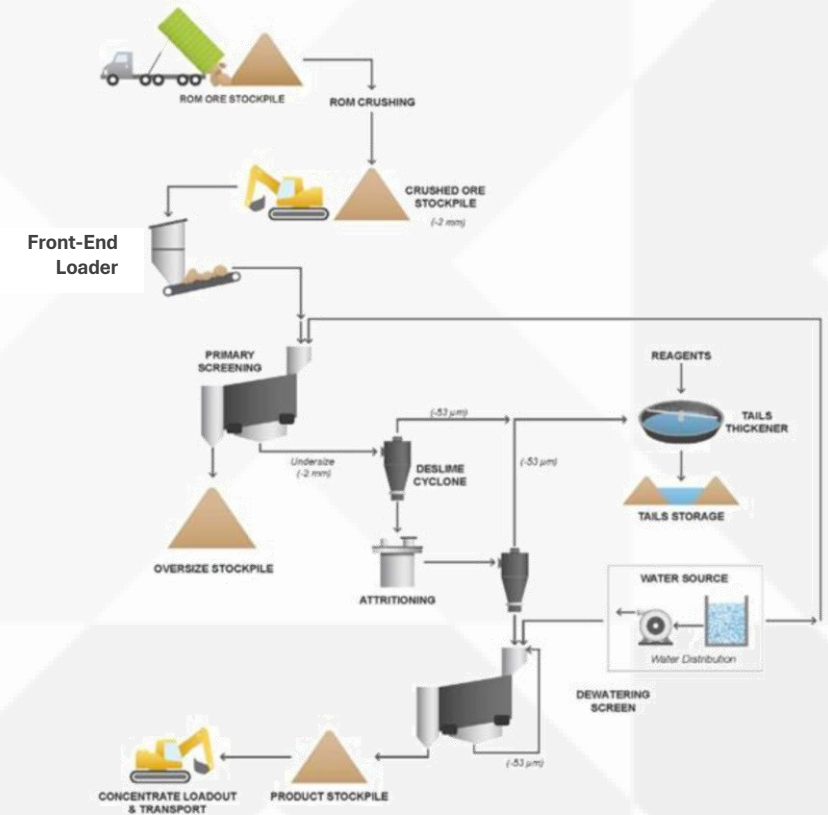 ROM ORE STOCKPILE
ROM CRUSHING
CRUSHED ORE
STOCKPILE
(-2 mm)
Front-End
Loader
PRIMARY
SCREENING
REAGENTS
(-53 µm)
TAILS
THICKENER
Undersize
(-2 mm)
DESLIME
CYCLONE
(-53 µm)
TAILS STORAGE
OVERSIZE STOCKPILE
ATTRITIONING
WATER SOURCE
Water Distribution
DEWATERING
SCREEN
(-53 µm)
CONCENTRATE LOADOUT
& TRANSPORT
PRODUCT STOCKPILE